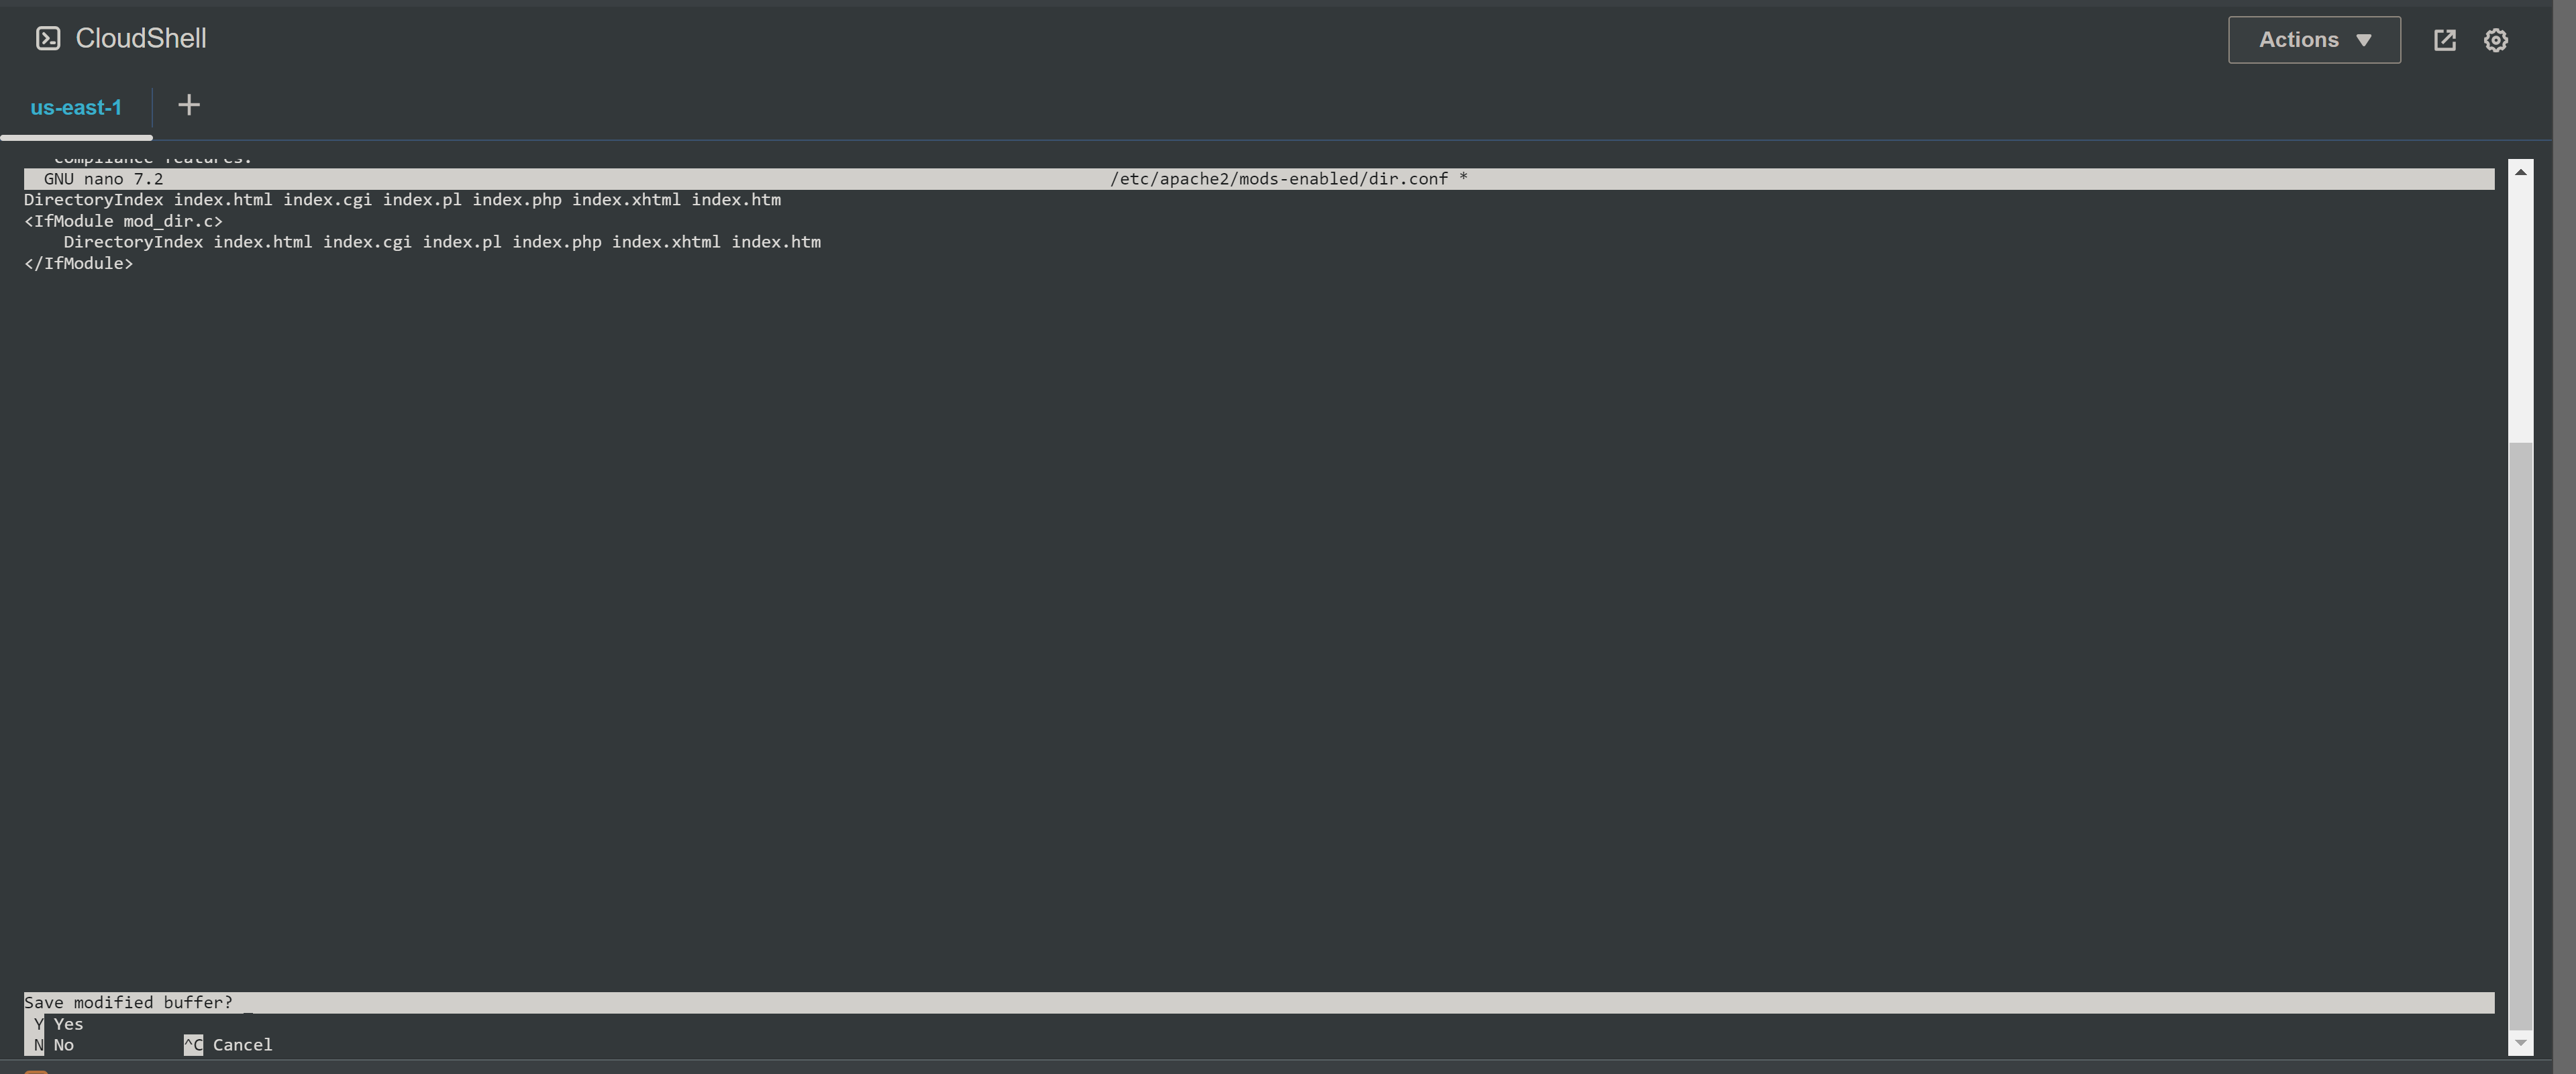 CloudShell
Actions
us-east-1
compliance features.
GNU nano 7.2 /etc/apache2/mods-enabled/dir.conf *
DirectoryIndex index.html index.cgi index.pl index.php index.xhtml index.htm
<IfModule mod_dir.c>
    DirectoryIndex index.html index.cgi index.pl index.php index.xhtml index.htm
</IfModule>
Save modified buffer?
Y Yes
N No ^C Cancel